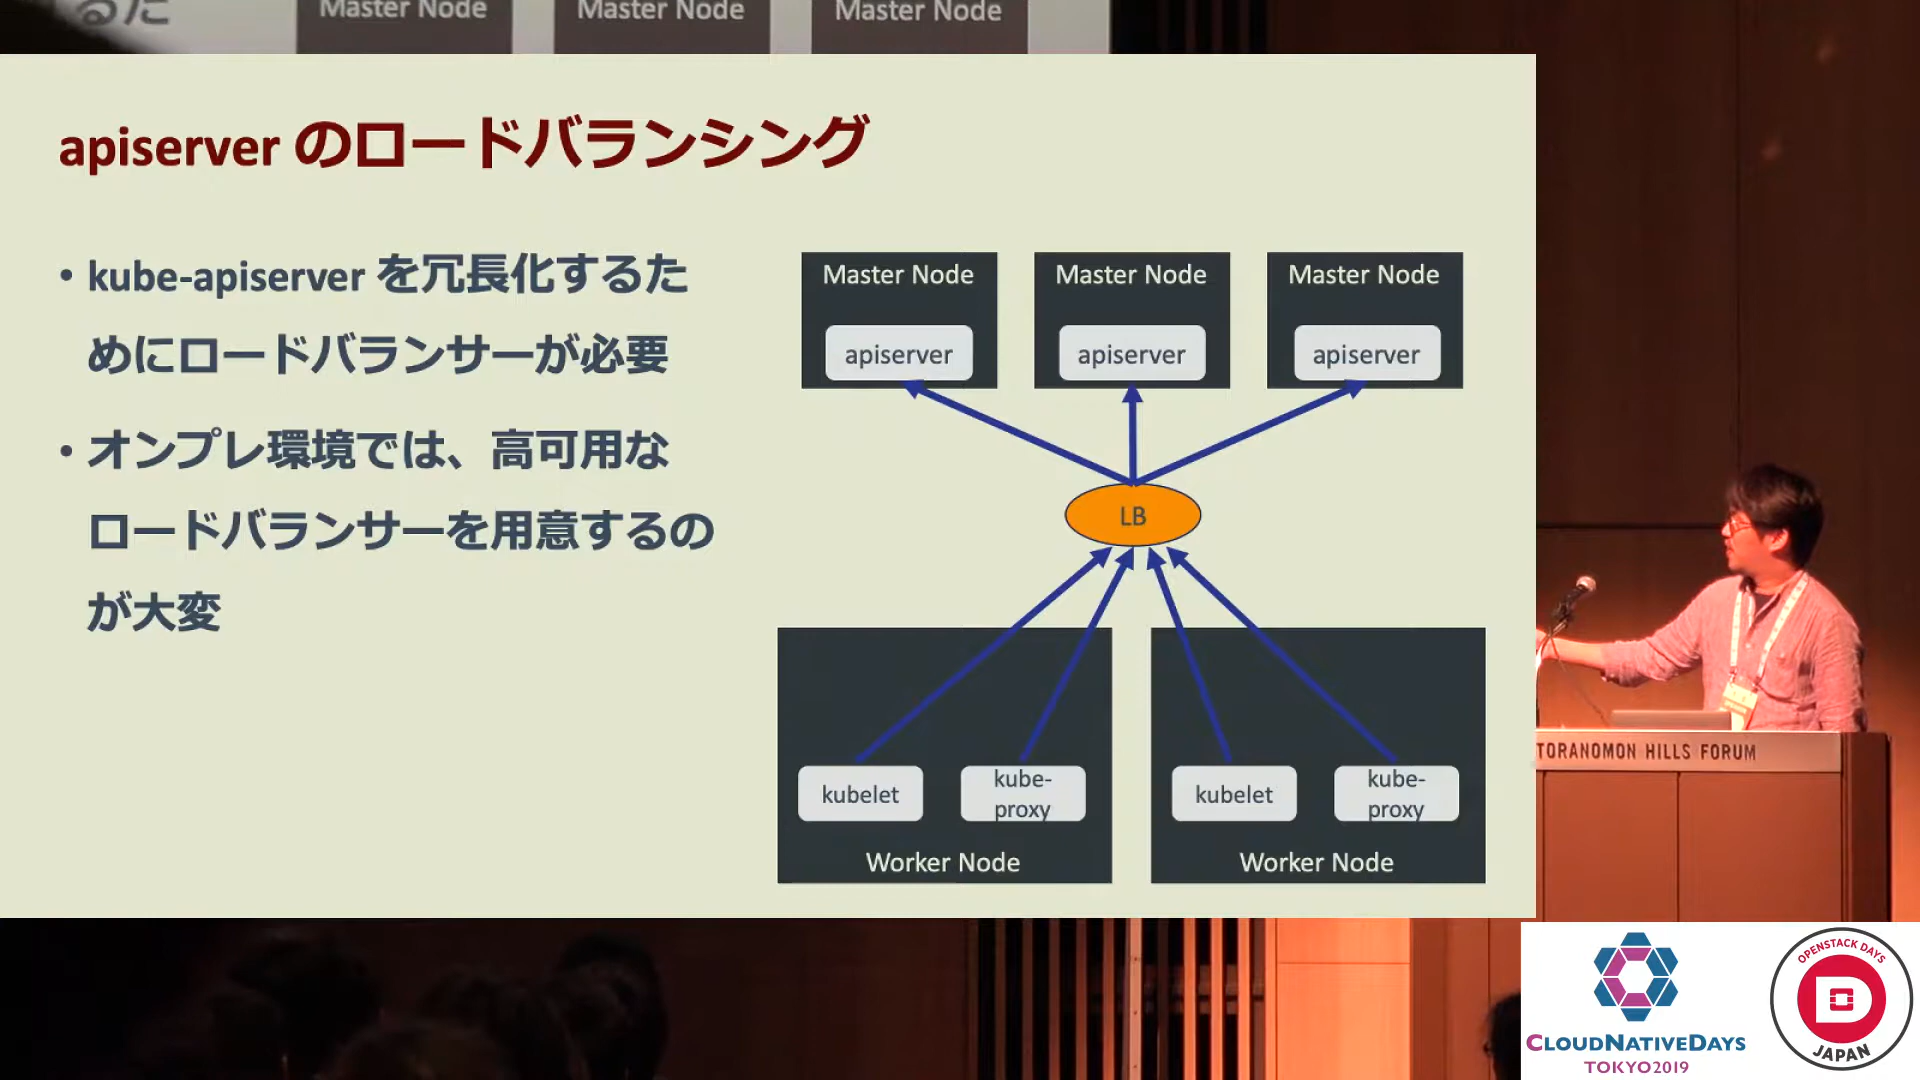 るた
Master Node
Master Node
Master Node
apiserver のロードバランシング
• kube-apiserver を冗長化するた
めにロードバランサーが必要
• オンプレ環境では、高可用な
ロードバランサーを用意するの
が大変
Master Node
Master Node
Master Node
apiserver
apiserver
apiserver
LB
kubelet
kube-
proxy
kubelet
kube-
proxy
Worker Node
Worker Node
TORANOMON HILLS FORUM
CLOUDNATIVEDAYS
TOKYO2019
OPENSTACK DAYS
JAPAN